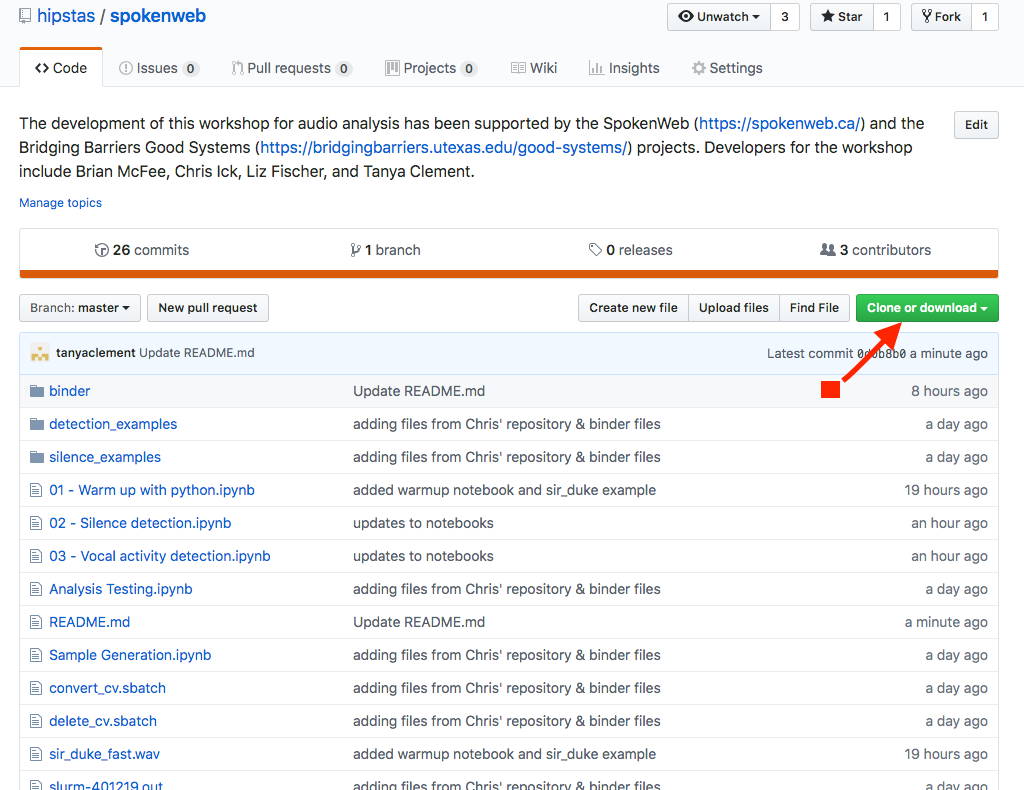 hipstas / spokenweb Unwatch 3 Star 1 Fork 1
Code Issues 0 Pull requests 0 Projects 0 Wiki Insights Settings
The development of this workshop for audio analysis has been supported by the SpokenWeb (https://spokenweb.ca/) and the Edit
Bridging Barriers Good Systems (https://bridgingbarriers.utexas.edu/good-systems/) projects. Developers for the workshop
include Brian McFee, Chris Ick, Liz Fischer, and Tanya Clement.
Manage topics
26 commits 1 branch 0 releases 3 contributors
Branch: master New pull request Create new file Upload files Find File Clone or download
tanyaclement Update README.md Latest commit a minute ago
binder Update README.md 8 hours ago
detection_examples adding files from Chris' repository & binder files a day ago
silence_examples adding files from Chris' repository & binder files a day ago
01 - Warm up with python.ipynb added warmup notebook and sir_duke example 19 hours ago
02 - Silence detection.ipynb updates to notebooks an hour ago
03 - Vocal activity detection.ipynb updates to notebooks an hour ago
Analysis Testing.ipynb adding files from Chris' repository & binder files a day ago
README.md Update README.md a minute ago
Sample Generation.ipynb adding files from Chris' repository & binder files a day ago
convert_cv.sbatch adding files from Chris' repository & binder files a day ago
delete_cv.sbatch adding files from Chris' repository & binder files a day ago
sir_duke_fast.wav added warmup notebook and sir_duke example 19 hours ago
slurm-401219.out adding files from Chris' repository & binder files a day ago